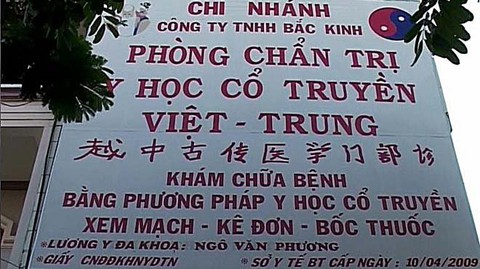 CHI NHÁNH
CÔNG TY TNHH BẮC KINH
PHÒNG CHẨN TRỊ
Y HỌC CỔ TRUYỀN
VIỆT - TRUNG
越中古传医学门部诊
KHÁM CHỮA BỆNH
BẰNG PHƯƠNG PHÁP Y HỌC CỔ TRUYỀN
XEM MẠCH - KÊ ĐƠN - BỐC THUỐC
*LƯƠNG Y ĐA KHOA: NGÔ VĂN PHƯƠNG
*GIẤY CNĐĐKHNYDTN * SỞ Y TẾ BT CẤP NGÀY : 10/04/2009